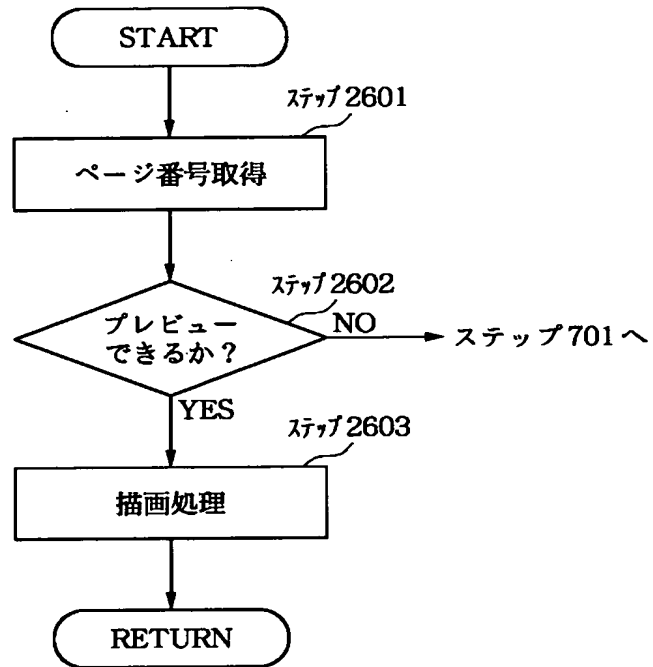 START
ステップ2601
ページ番号取得
ステップ2602
プレビュー
できるか？
NO
ステップ701へ
YES
ステップ2603
描画処理
RETURN